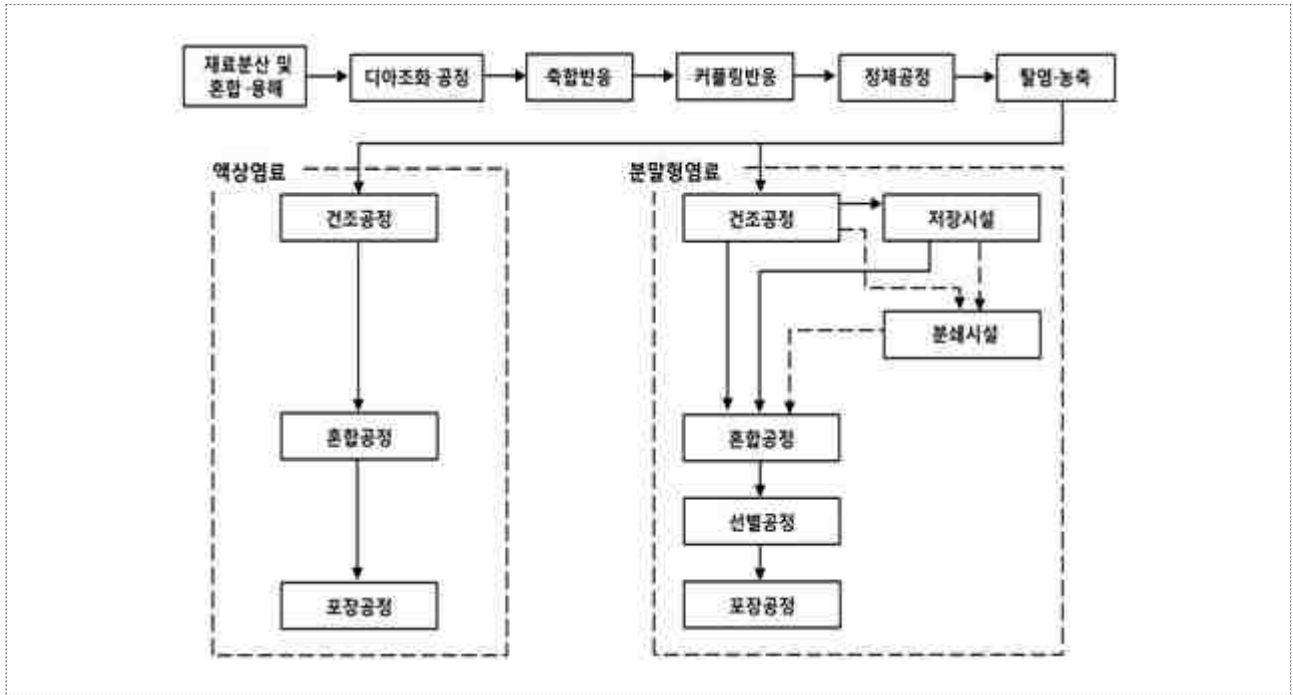 재료분산 및
혼합·용해
디아조화 공정
축합반응
커플링반응
정제공정
탈염·농축
액상염료
건조공정
혼합공정
포장공정
분말형염료
건조공정
저장시설
분쇄시설
혼합공정
선별공정
포장공정